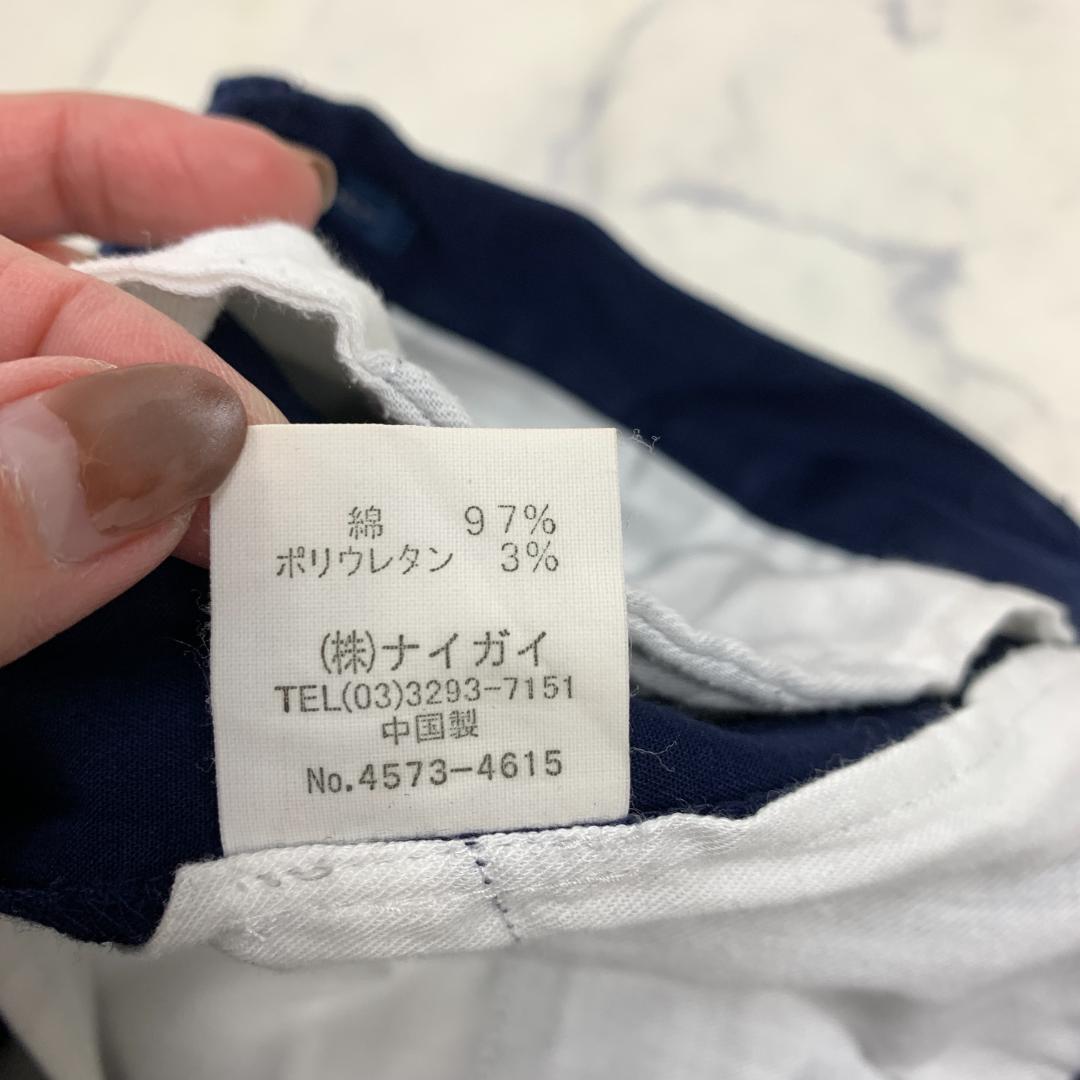 綿 97%
ポリウレタン 3%
(株)ナイガイ
TEL(03)3293-7151
中国製
No.4573-4615